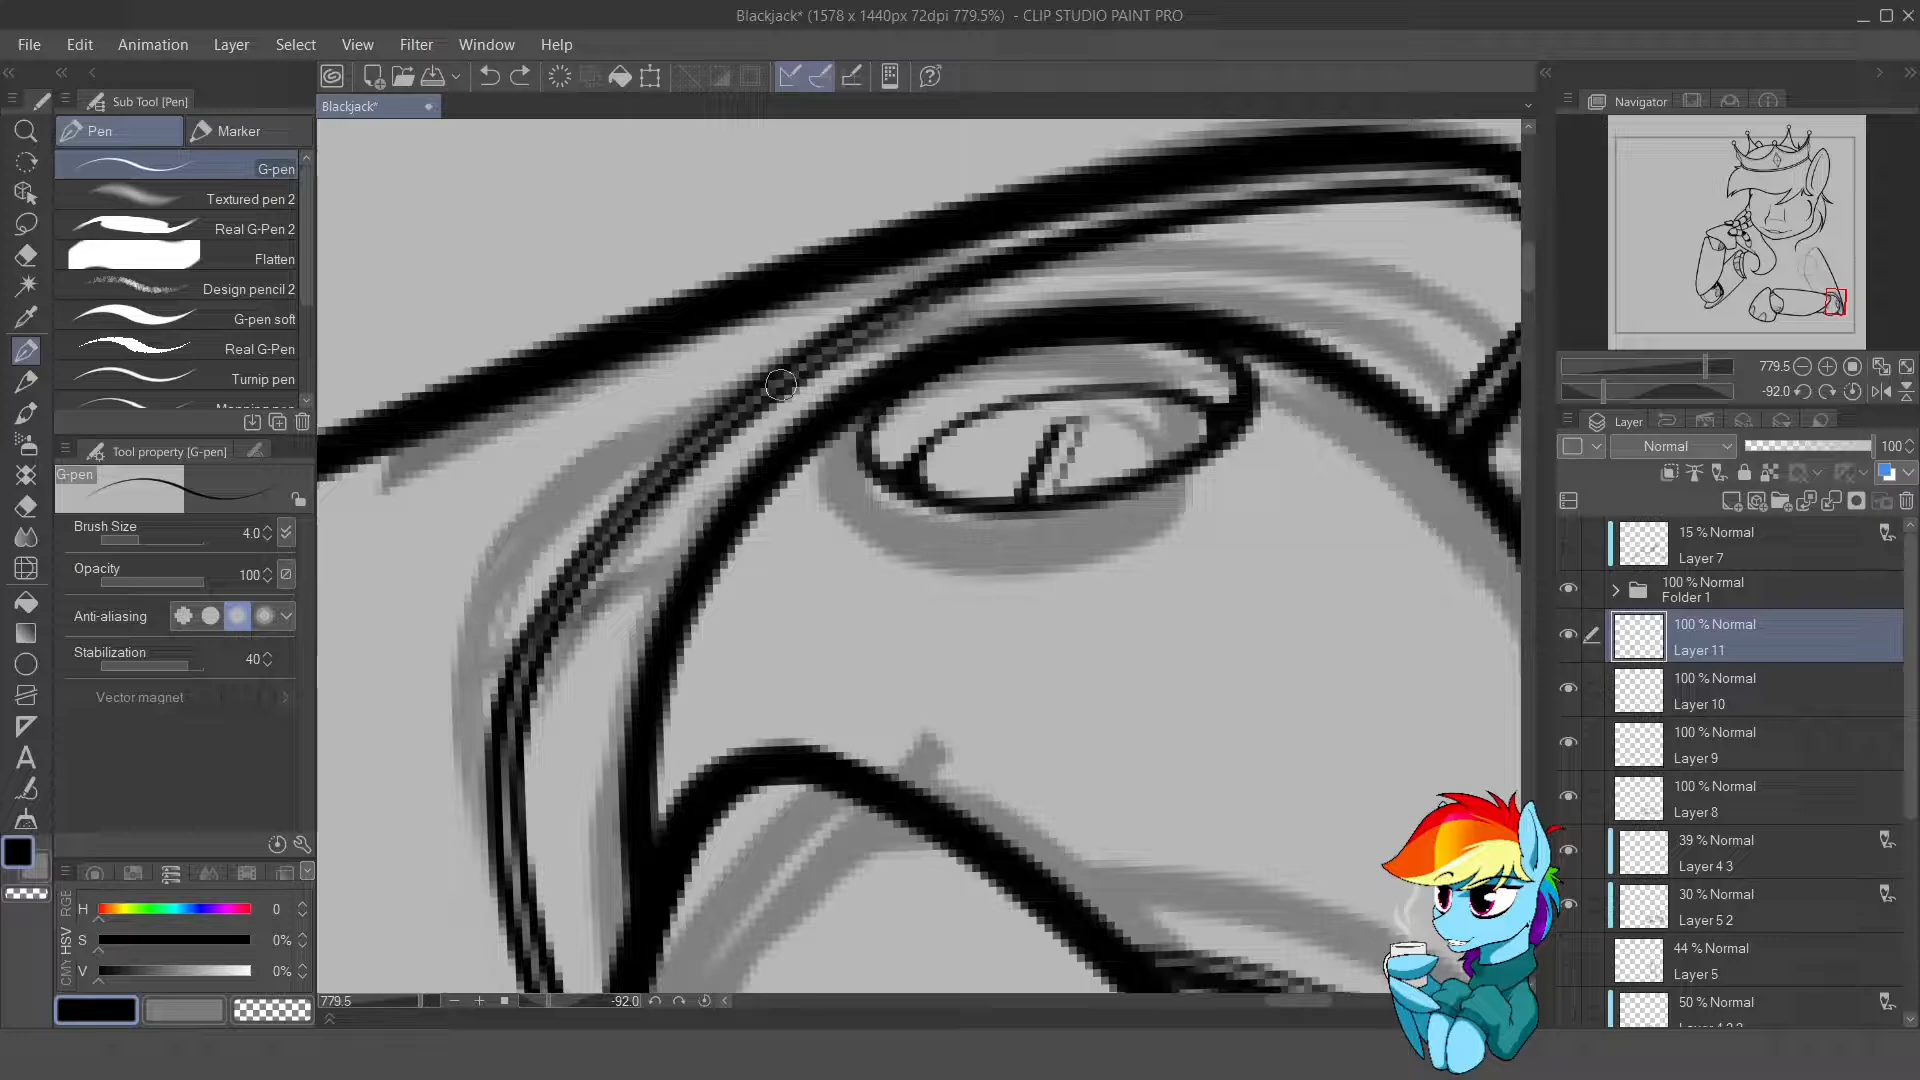 Blackjack* (1578 x 1440px 72dpi 779.5%)  - CLIP STUDIO PAINT PRO
File Edit Animation Layer Select View Filter Window Help
Sub Tool [Pen]
Blackjack*
Navigator
Pen Marker
G-pen
Textured pen 2
Real G-Pen 2
Flatten
Design pencil 2
G-pen soft
Real G-Pen
Turnip pen
Tool property [G-pen]
G-pen
Brush Size 4.0
Opacity 100
Anti-aliasing
Stabilization 40
Vector magnet
RGB
HSV
CMY
H 0
S 0%
V 0%
779.5 -92.0
779.5
-92.0
Layer
Normal 100
15 % Normal
Layer 7
100 % Normal
Folder 1
100 % Normal
Layer 11
100 % Normal
Layer 10
100 % Normal
Layer 9
100 % Normal
Layer 8
39 % Normal
Layer 4 3
30 % Normal
Layer 5 2
44 % Normal
Layer 5
50 % Normal